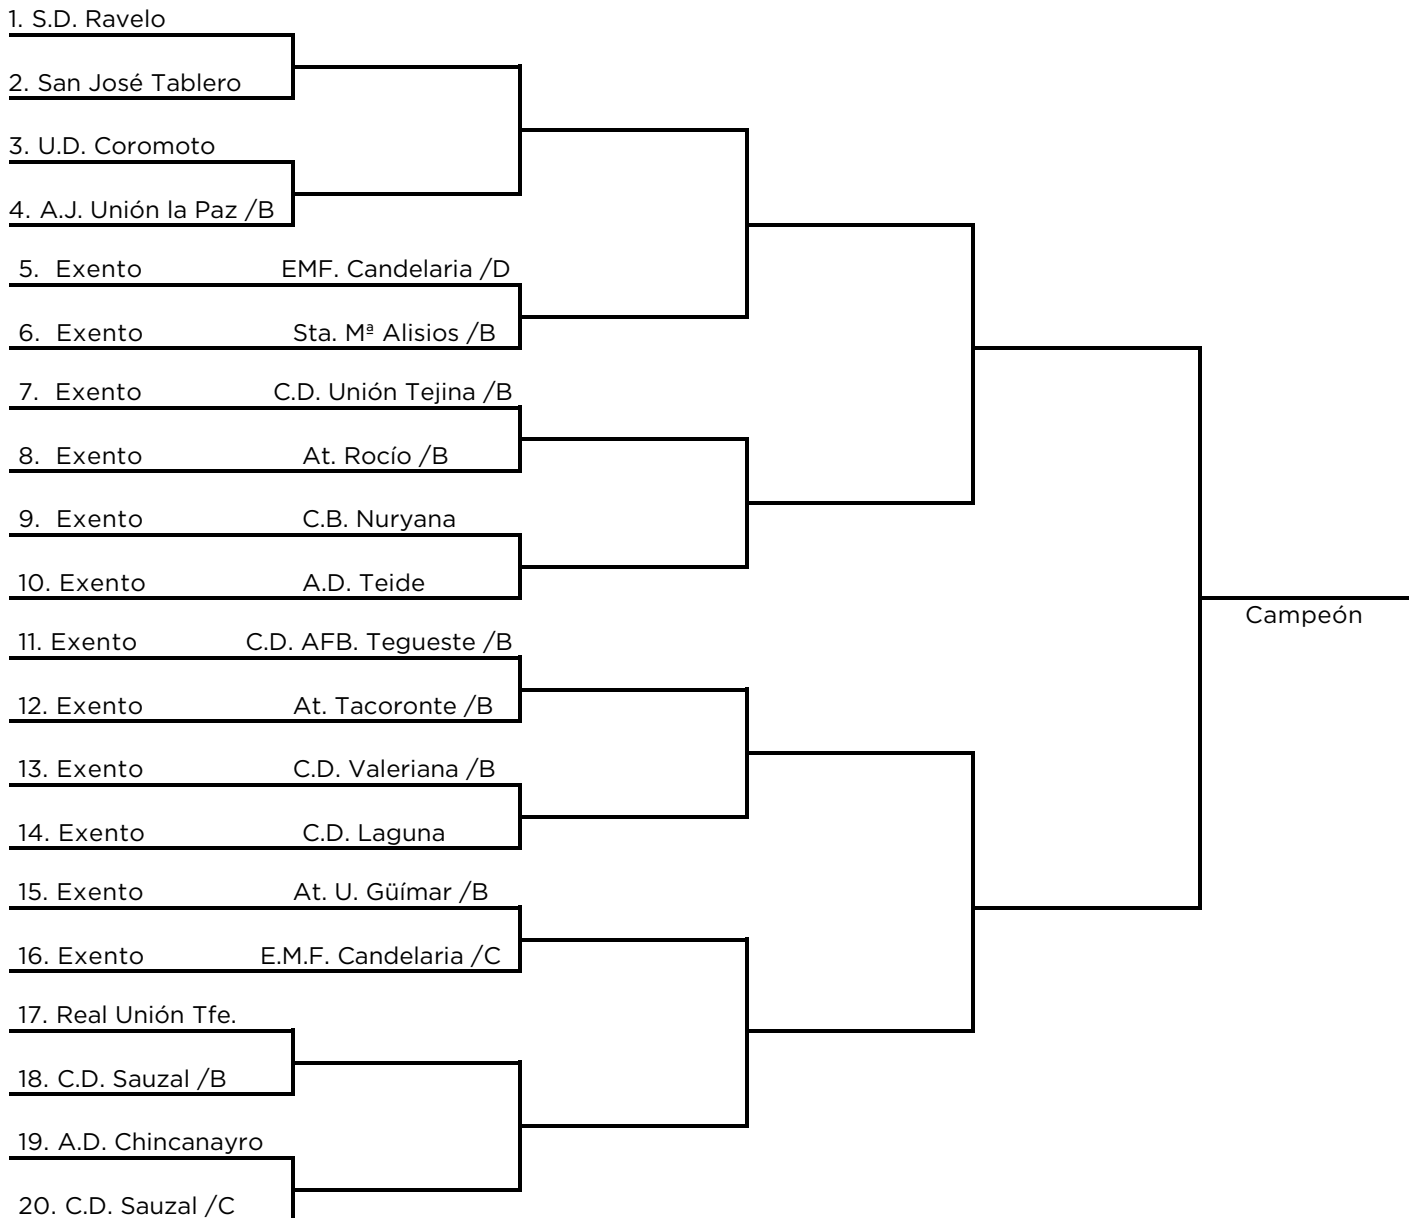 1. S.D. Ravelo
2. San José Tablero
3. U.D. Coromoto
4. A.J. Unión la Paz /B
5. Exento EMF. Candelaria /D
6. Exento Sta. Mª Alisios /B
7. Exento C.D. Unión Tejina /B
8. Exento At. Rocío /B
9. Exento C.B. Nuryana
10. Exento A.D. Teide
Campeón
11. Exento C.D. AFB. Tegueste /B
12. Exento At. Tacoronte /B
13. Exento C.D. Valeriana /B
14. Exento C.D. Laguna
15. Exento At. U. Güímar /B
16. Exento E.M.F. Candelaria /C
17. Real Unión Tfe.
18. C.D. Sauzal /B
19. A.D. Chincanayro
20. C.D. Sauzal /C